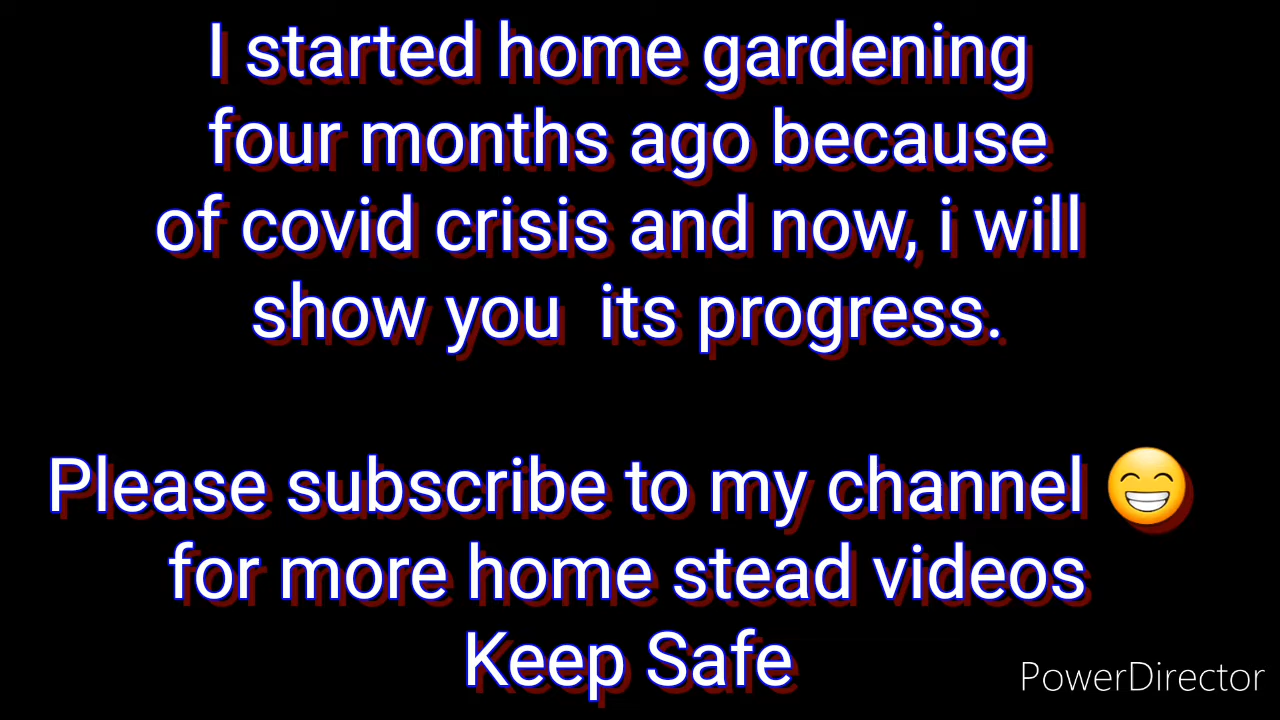 I started home gardening
four months ago because
of covid crisis and now, i will
show you  its progress.
Please subscribe to my channel 😁
for more home stead videos
Keep Safe
PowerDirector